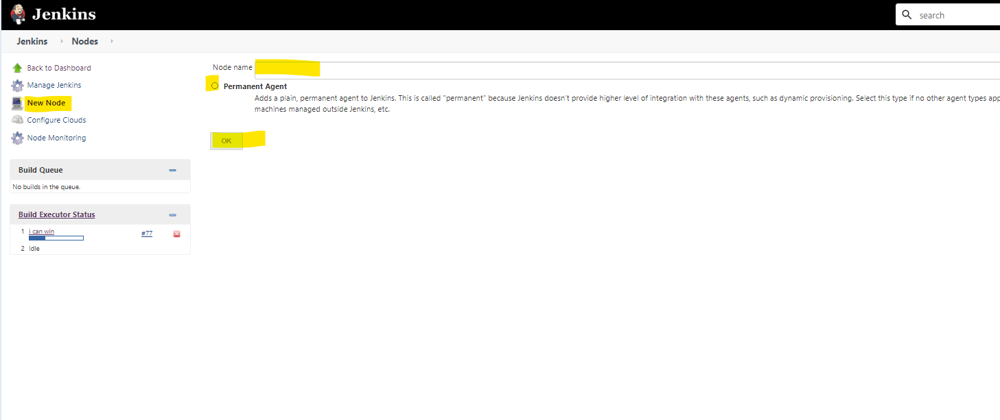 Jenkins
search
Jenkins Nodes
Back to Dashboard
Manage Jenkins
New Node
Configure Clouds
Node Monitoring
Build Queue
No builds in the queue.
Build Executor Status
1 i can win #77
2 Idle
Node name
Permanent Agent
Adds a plain, permanent agent to Jenkins. This is called "permanent" because Jenkins doesn't provide higher level of integration with these agents, such as dynamic provisioning. Select this type if no other agent types app
machines managed outside Jenkins, etc.
OK